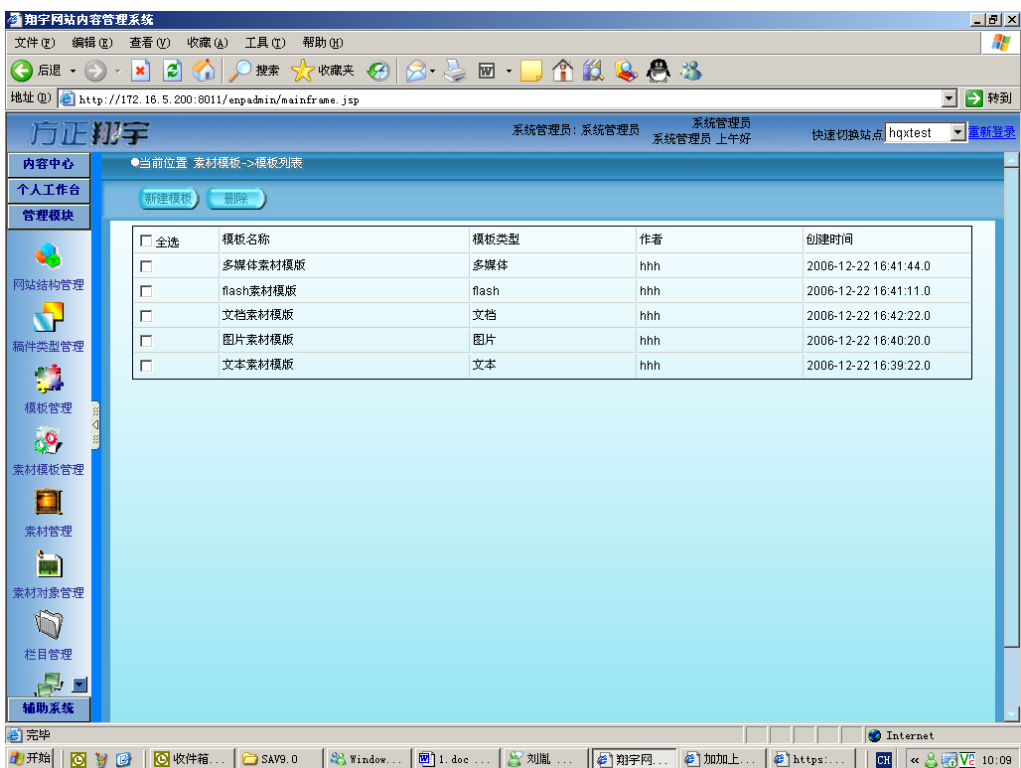 翔宇网站内容管理系统
文件(F) 编辑(E) 查看(V) 收藏(A) 工具(T) 帮助(H)
后退 搜索 收藏夹
地址(D) http://172.16.5.200:8011/enpadmin/mainframe.jsp 转到
方正翔宇 系统管理员: 系统管理员 系统管理员 快速切换站点 hqxtest 重新登录
系统管理员 上午好
内容中心 ●当前位置 素材模板->模板列表
个人工作台
新建模板 删除
管理模块
全选 模板名称 模板类型 作者 创建时间
多媒体素材模版 多媒体 hhh 2006-12-22 16:41:44.0
flash素材模版 flash hhh 2006-12-22 16:41:11.0
文档素材模版 文档 hhh 2006-12-22 16:42:22.0
图片素材模版 图片 hhh 2006-12-22 16:40:20.0
文本素材模版 文本 hhh 2006-12-22 16:39:22.0
网站结构管理
稿件类型管理
模板管理
素材模板管理
素材管理
素材对象管理
栏目管理
辅助系统
完毕 Internet
开始 收件箱... SAV9.0 Window... 1.doc ... 刘胤 ... 翔宇网... 加加上... https:... CH « 10:09